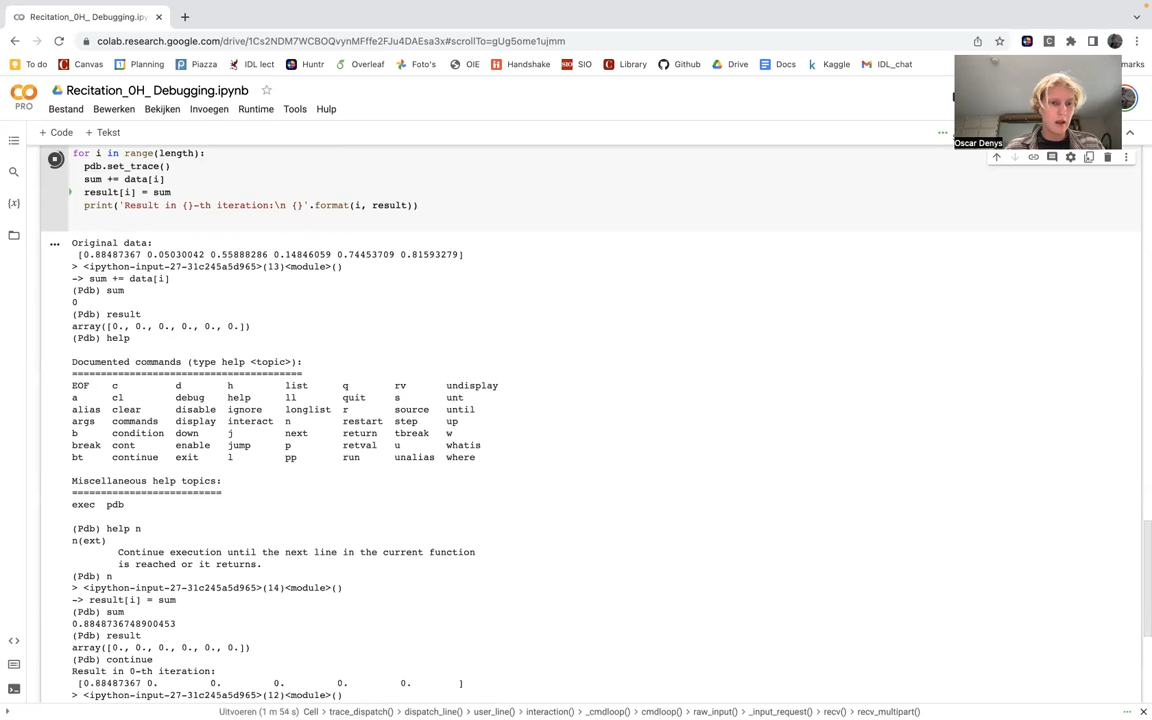 Recitation_0H_ Debugging.ipynb
colab.research.google.com/drive/1Cs2NDM7WCBOQvynMFffe2FJu4DAEsa3x#scrollTo=gUg5ome1ujmm
To do Canvas Planning Piazza IDL lect Huntr Overleaf Foto's OIE Handshake SIO Library Github Drive Docs Kaggle IDL_chat
PRO
Recitation_0H_ Debugging.ipynb
Bestand Bewerken Bekijken Invoegen Runtime Tools Help
Oscar Denys
+ Code + Tekst
for i in range(length):
pdb.set_trace()
sum += data[i]
result[i] = sum
print('Result in {}-th iteration:\n {}'.format(i, result))
Original data:
[0.88487367 0.05030042 0.55888286 0.14846059 0.74453709 0.81593279]
> <ipython-input-27-31c245a5d965>(13)<module>()
-> sum += data[i]
(Pdb) sum
0
(Pdb) result
array([0., 0., 0., 0., 0., 0.])
(Pdb) help
Documented commands (type help <topic>):
========================================
EOF c d h list q rv undisplay
a cl debug help ll quit s unt
alias clear disable ignore longlist r source until
args commands display interact n restart step up
b condition down j next return tbreak w
break cont enable jump p retval u whatis
bt continue exit l pp run unalias where
Miscellaneous help topics:
==========================
exec pdb
(Pdb) help n
n(ext)
Continue execution until the next line in the current function
is reached or it returns.
(Pdb) n
> <ipython-input-27-31c245a5d965>(14)<module>()
-> result[i] = sum
(Pdb) sum
0.8848736748900453
(Pdb) result
array([0., 0., 0., 0., 0., 0.])
(Pdb) continue
Result in 0-th iteration:
[0.88487367 0. 0. 0. 0. 0. ]
> <ipython-input-27-31c245a5d965>(12)<module>()
Uitvoeren (1 m 54 s) Cell > trace_dispatch() > dispatch_line() > user_line() > interaction() > _cmdloop() > cmdloop() > raw_input() > _input_request() > recv() > recv_multipart()